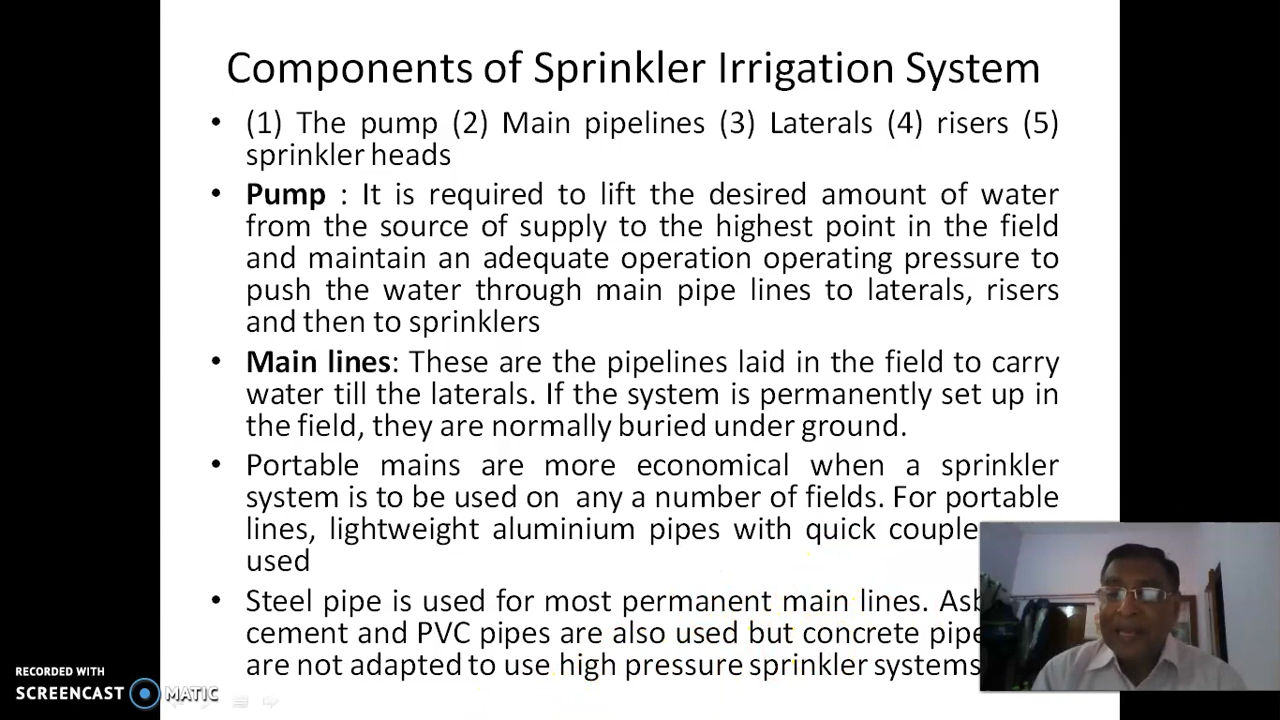 Components of Sprinkler Irrigation System
• (1) The pump (2) Main pipelines (3) Laterals (4) risers (5)
sprinkler heads
• Pump : It is required to lift the desired amount of water
from the source of supply to the highest point in the field
and maintain an adequate operation operating pressure to
push the water through main pipe lines to laterals, risers
and then to sprinklers
• Main lines: These are the pipelines laid in the field to carry
water till the laterals. If the system is permanently set up in
the field, they are normally buried under ground.
• Portable mains are more economical when a sprinkler
system is to be used on any a number of fields. For portable
lines, lightweight aluminium pipes with quick
used
• Steel pipe is used for most permanent main lines.
cement and PVC pipes are also used but concrete
are not adapted to use high pressure sprinkler systems
RECORDED WITH
SCREENCAST MATIC